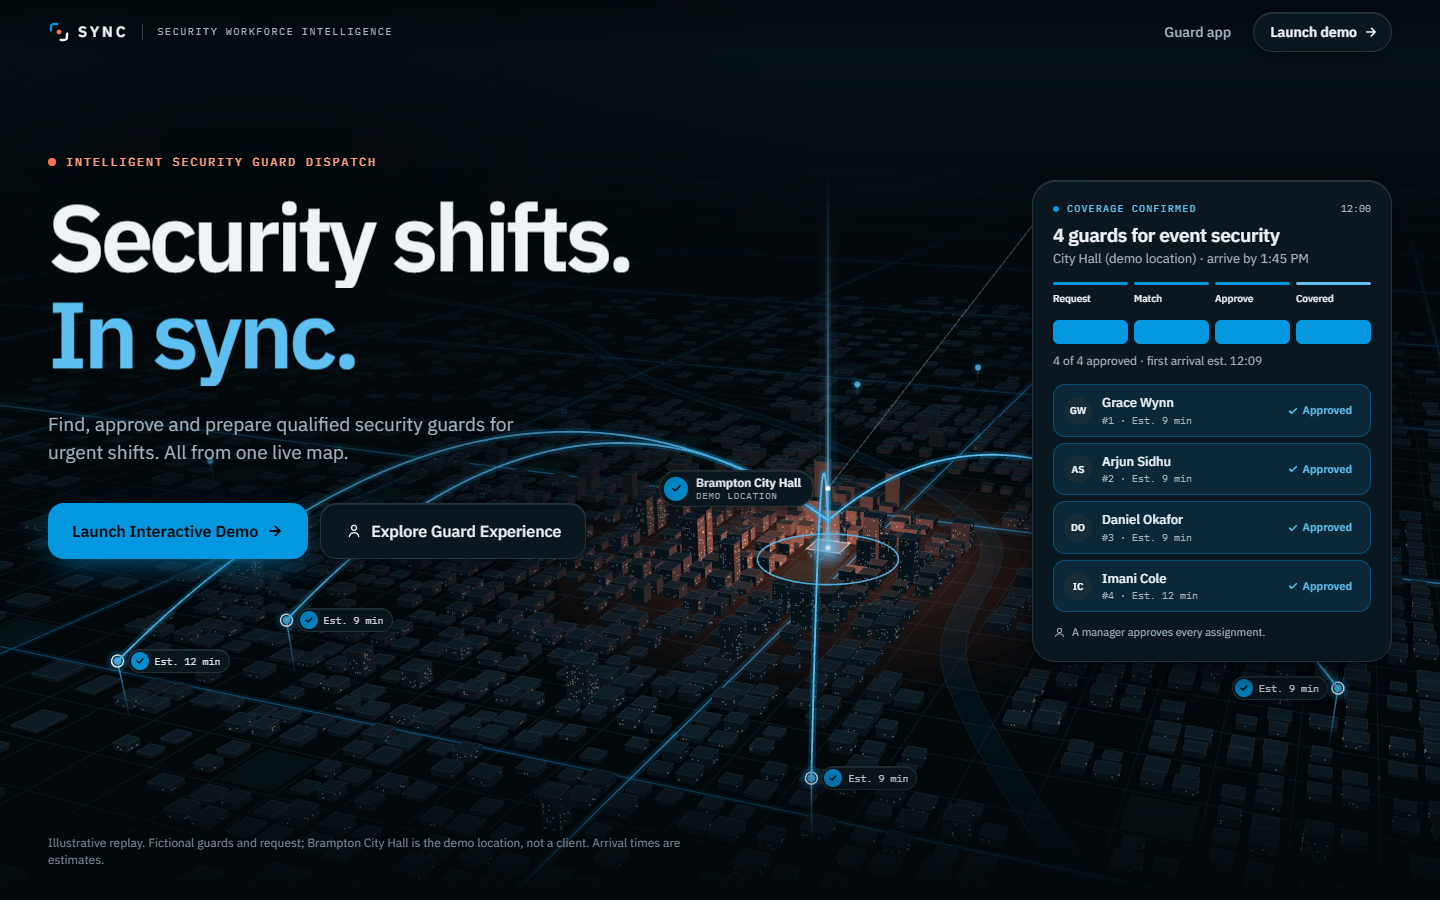 SYNC
SECURITY WORKFORCE INTELLIGENCE
Guard app
Launch demo
INTELLIGENT SECURITY GUARD DISPATCH
Security shifts.
In sync.
Find, approve and prepare qualified security guards for
urgent shifts. All from one live map.
Launch Interactive Demo
Explore Guard Experience
Brampton City Hall
DEMO LOCATION
Est. 9 min
Est. 12 min
Est. 9 min
Est. 9 min
COVERAGE CONFIRMED
12:00
4 guards for event security
City Hall (demo location) · arrive by 1:45 PM
Request
Match
Approve
Covered
4 of 4 approved · first arrival est. 12:09
GW
Grace Wynn
#1 · Est. 9 min
Approved
AS
Arjun Sidhu
#2 · Est. 9 min
Approved
DO
Daniel Okafor
#3 · Est. 9 min
Approved
IC
Imani Cole
#4 · Est. 12 min
Approved
A manager approves every assignment.
Illustrative replay. Fictional guards and request; Brampton City Hall is the demo location, not a client. Arrival times are
estimates.